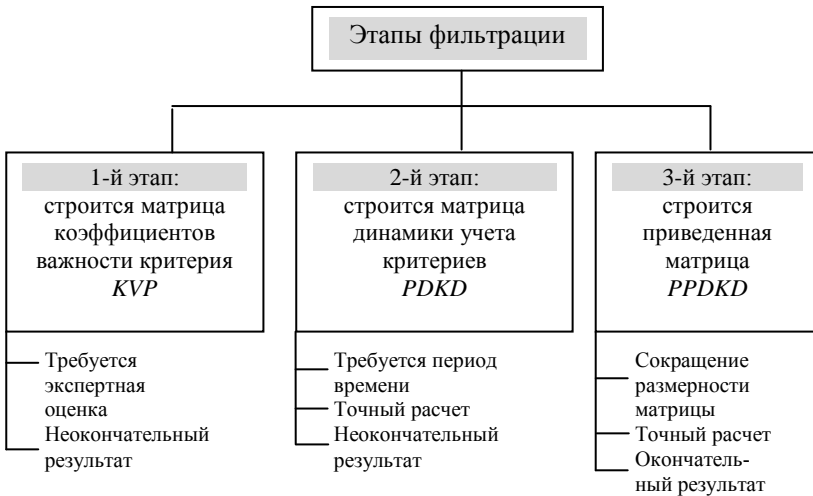 Этапы фильтрации
1-й этап:
строится матрица
коэффициентов
важности критерия
KVP
2-й этап:
строится матрица
динамики учета
критериев
PDKD
3-й этап:
строится
приведенная
матрица
PPDKD
Требуется
экспертная
оценка
Неокончательный
результат
Требуется период
времени
Точный расчет
Неокончательный
результат
Сокращение
размерности
матрицы
Точный расчет
Окончатель-
ный результат